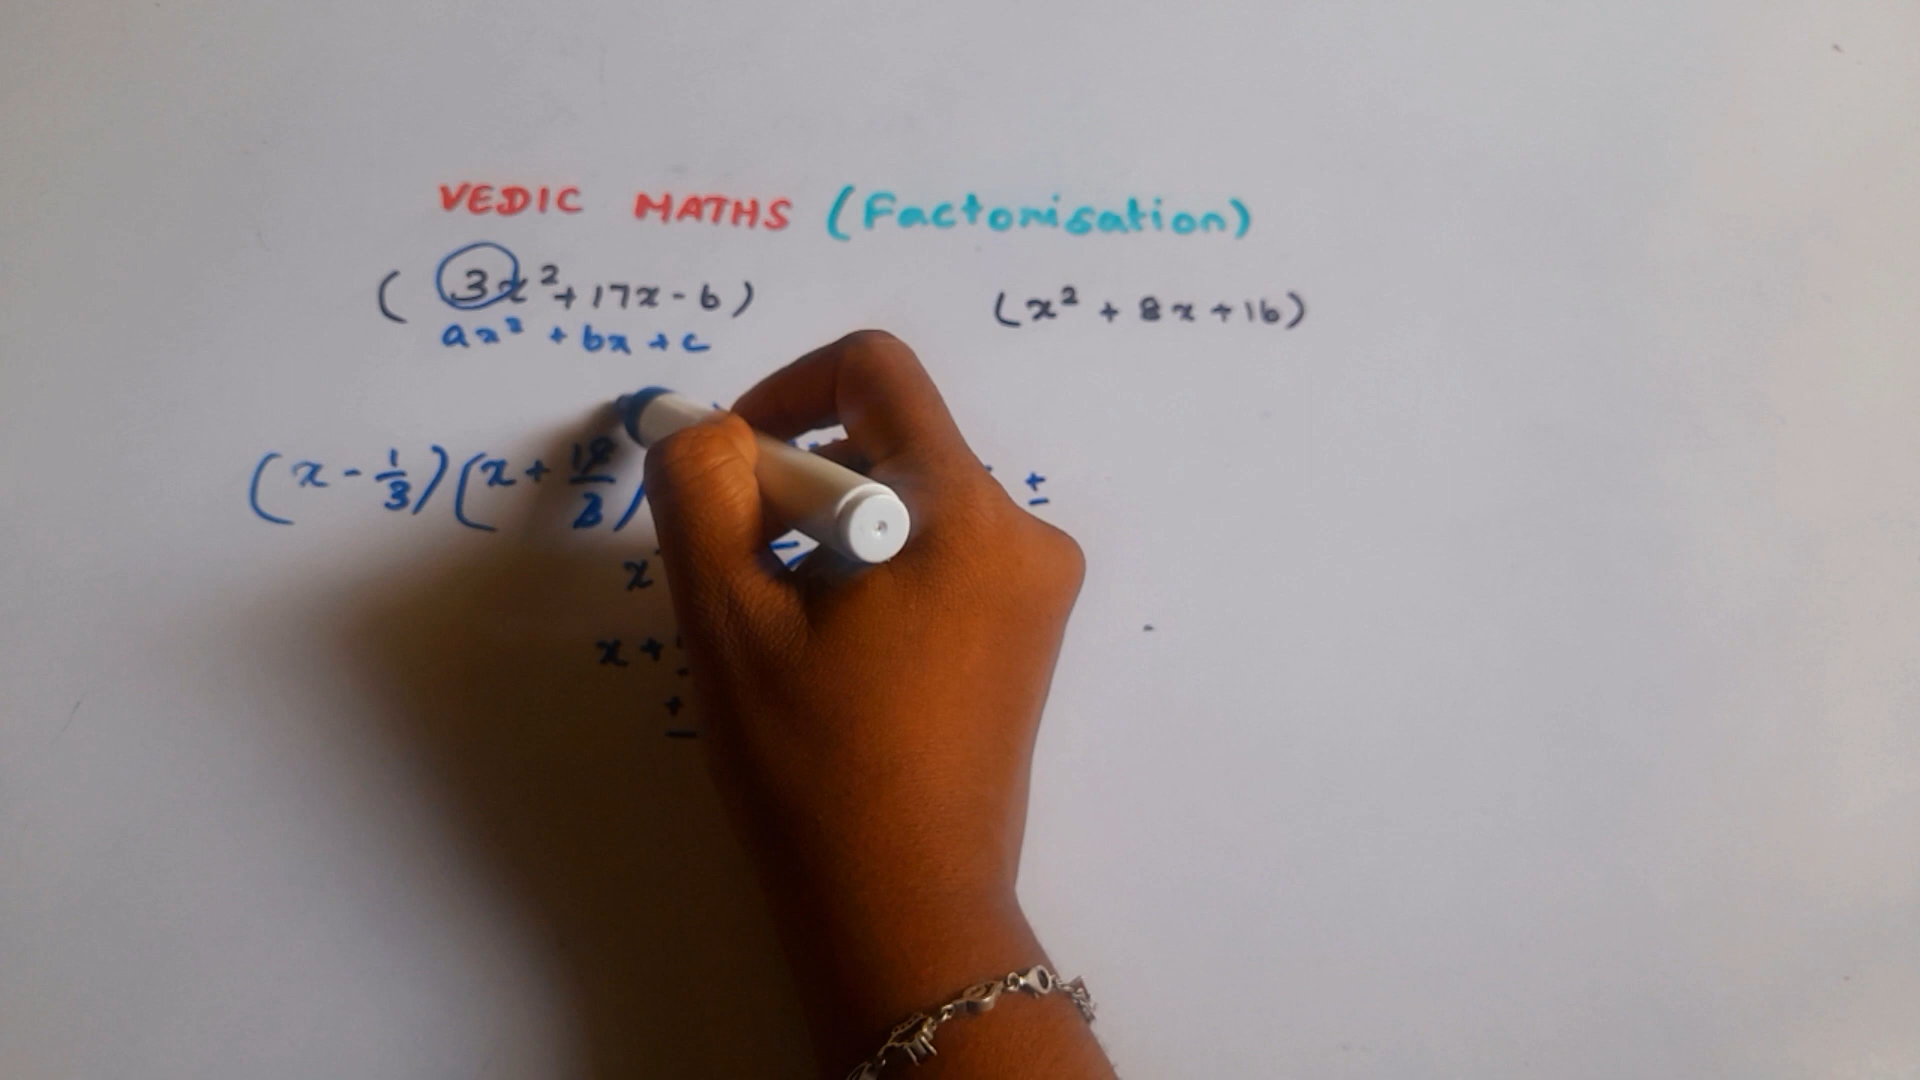 VEDIC MATHS (Factorisation)
(3x²+17x-6) (x² + 8x+16)
ax² + bx + c
(x - 1/3)(x + 18/3)
±
x
x +
±